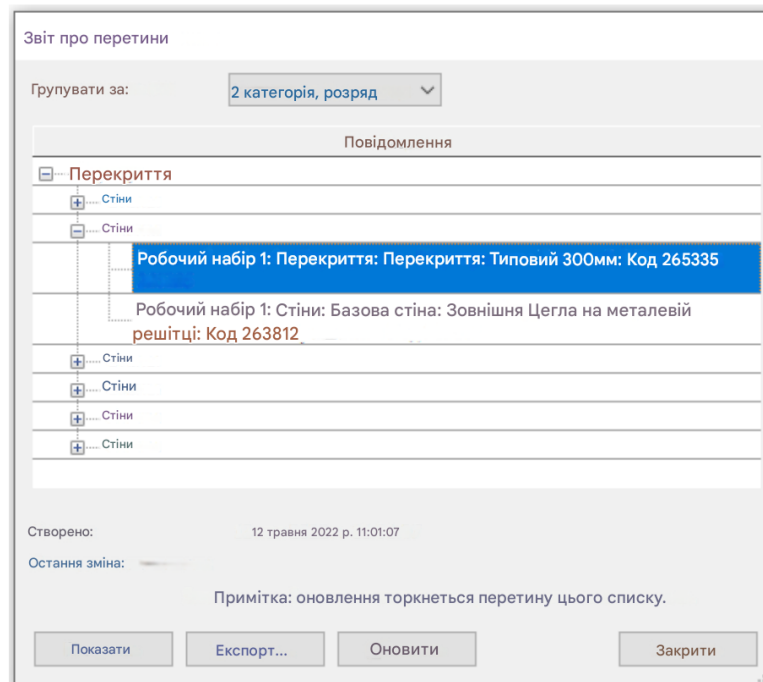 Звіт про перетини
Групувати за: 2 категорія, розряд
Повідомлення
Перекриття
Стіни
Стіни
Робочий набір 1: Перекриття: Перекриття: Типовий 300мм: Код 265335
Робочий набір 1: Стіни: Базова стіна: Зовнішня Цегла на металевій
решітці: Код 263812
Стіни
Стіни
Стіни
Стіни
Створено: 12 травня 2022 р. 11:01:07
Остання зміна:
Примітка: оновлення торкнеться перетину цього списку.
Показати Експорт... Оновити Закрити